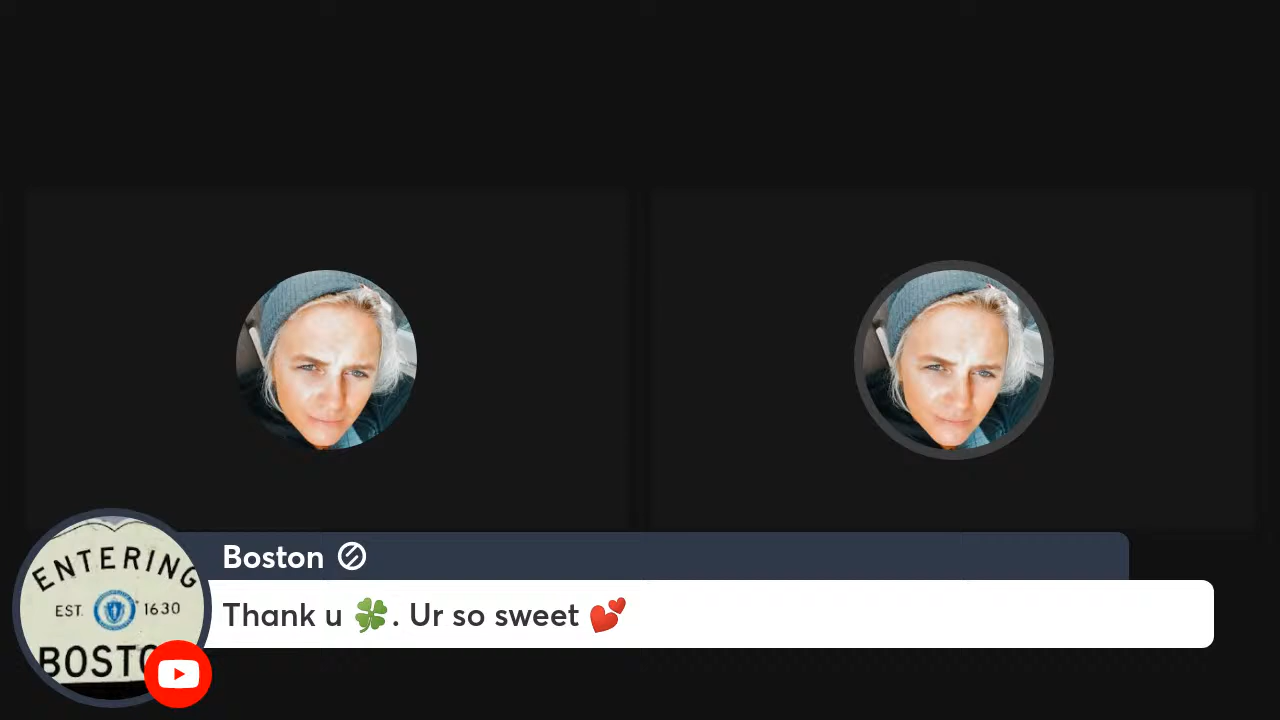 Boston
Thank u 🍀. Ur so sweet 💕
ENTERING
EST. 1630
BOSTO